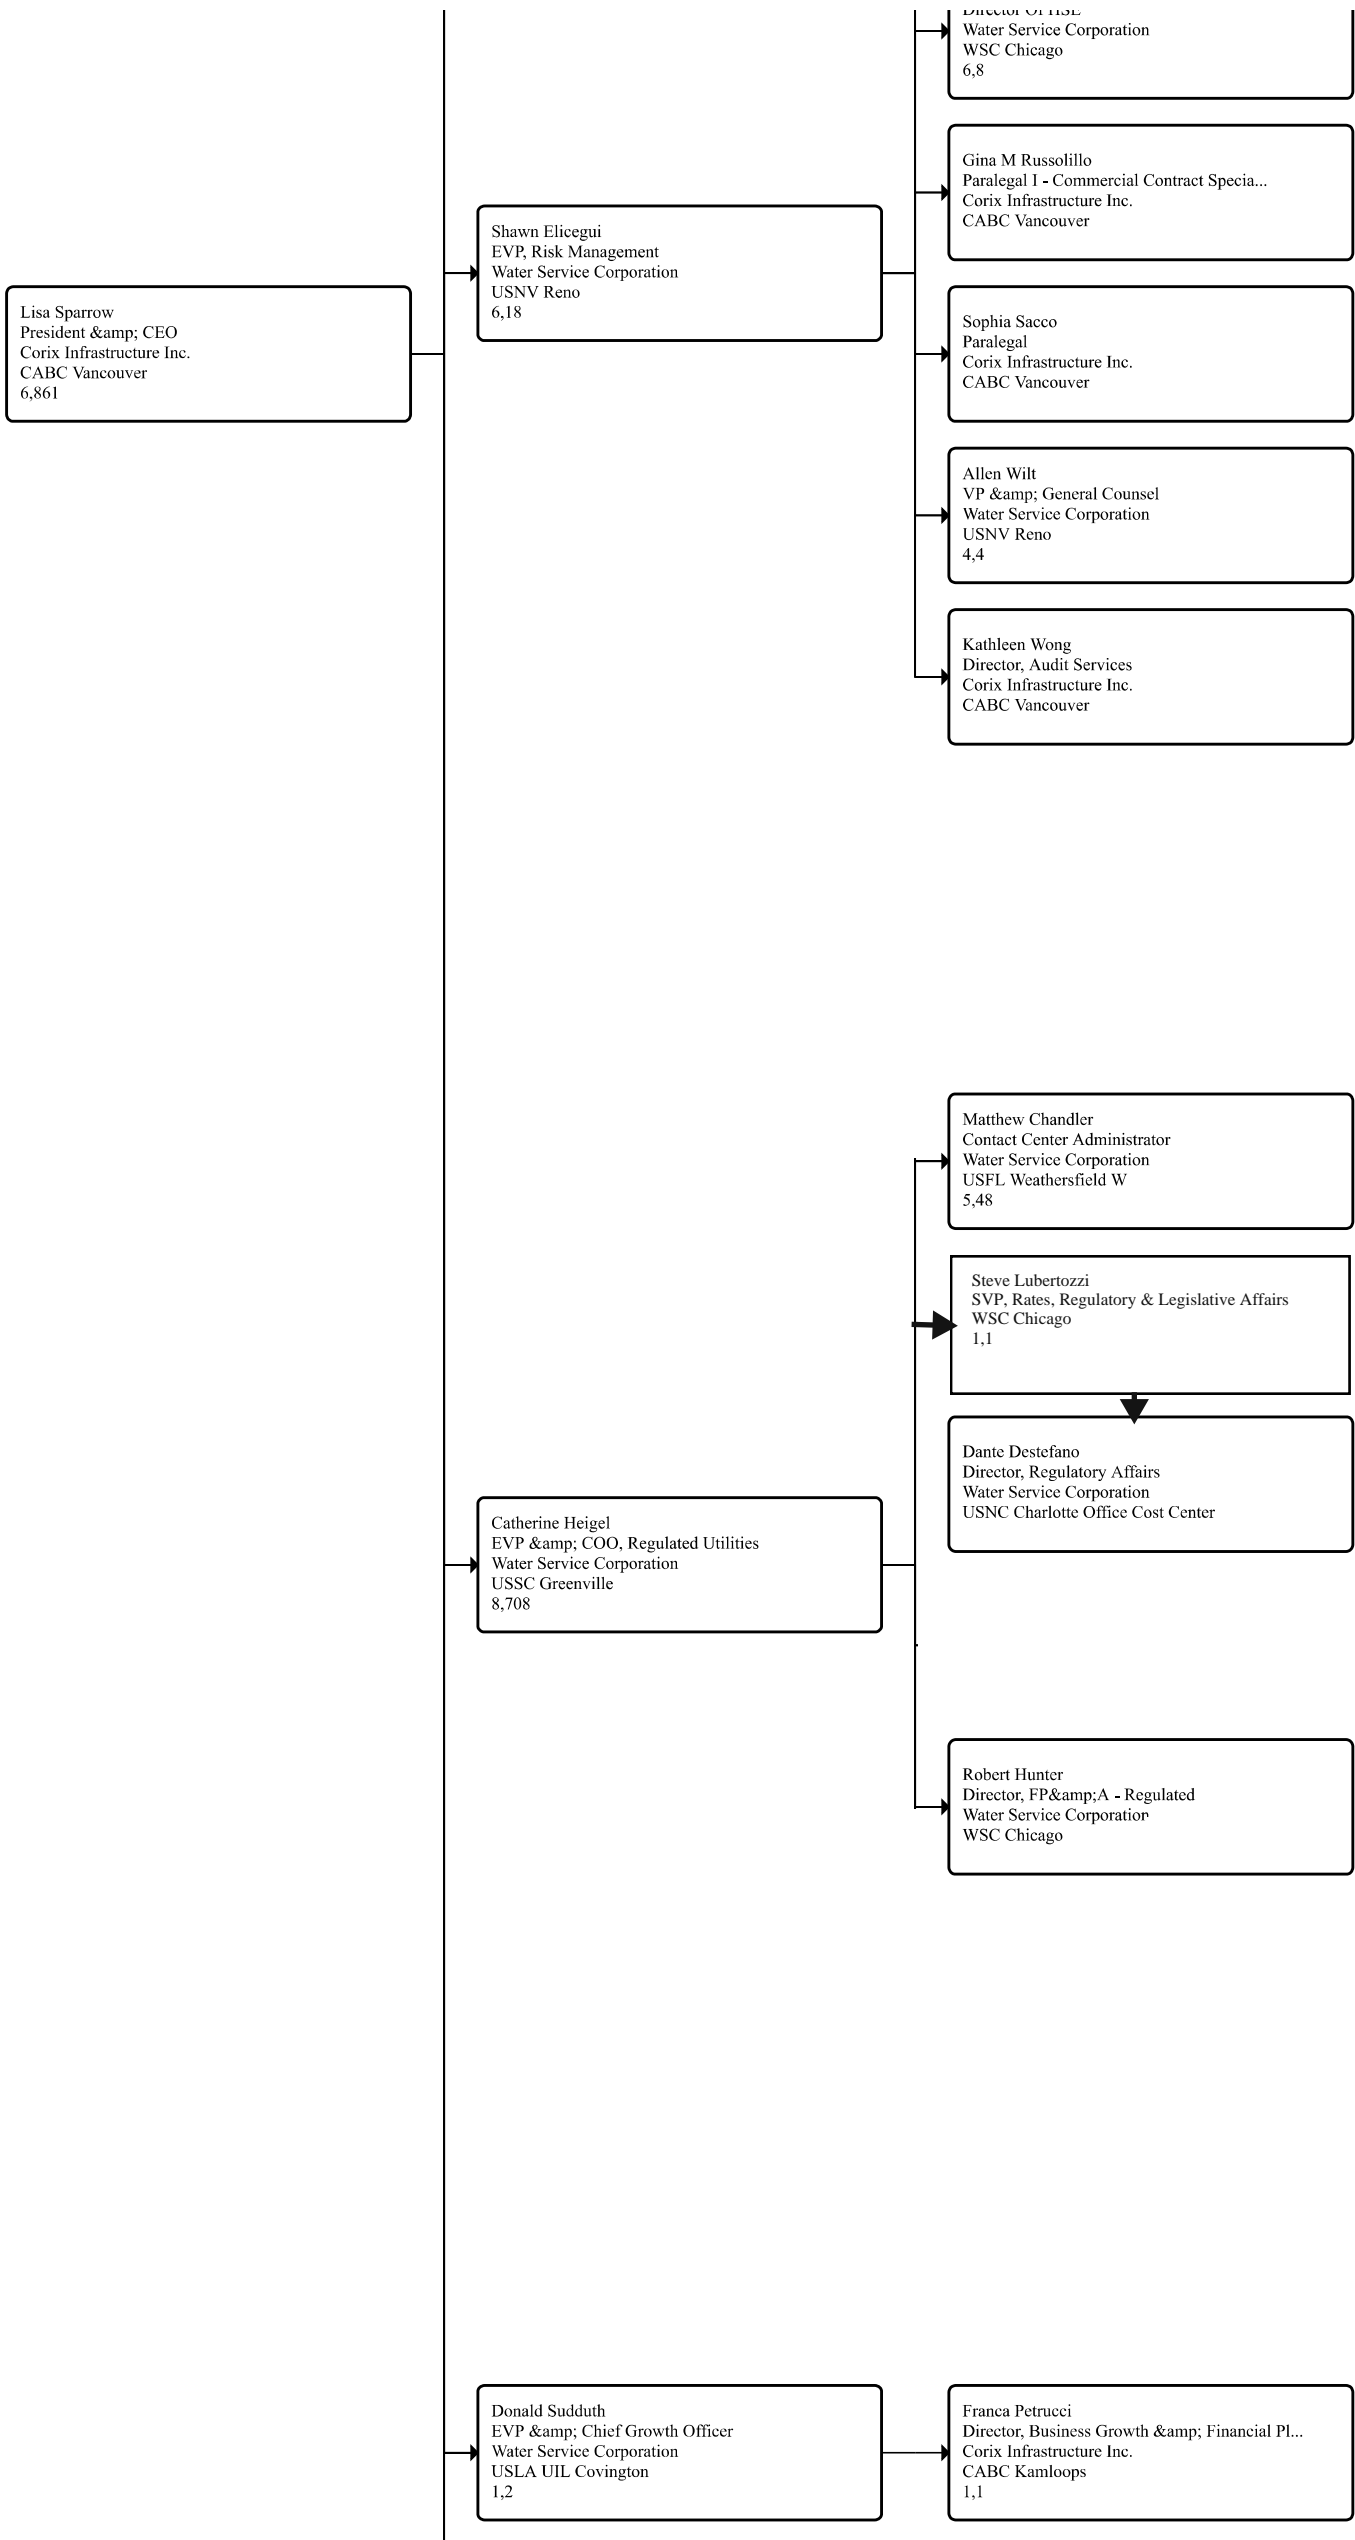 Director Of HSE
Water Service Corporation
WSC Chicago
6,8
Gina M Russolillo
Paralegal I - Commercial Contract Specia...
Corix Infrastructure Inc.
CABC Vancouver
Shawn Elicegui
EVP, Risk Management
Water Service Corporation
USNV Reno
6,18
Lisa Sparrow
President &amp; CEO
Corix Infrastructure Inc.
CABC Vancouver
6,861
Sophia Sacco
Paralegal
Corix Infrastructure Inc.
CABC Vancouver
Allen Wilt
VP &amp; General Counsel
Water Service Corporation
USNV Reno
4,4
Kathleen Wong
Director, Audit Services
Corix Infrastructure Inc.
CABC Vancouver
Matthew Chandler
Contact Center Administrator
Water Service Corporation
USFL Weathersfield W
5,48
Steve Lubertozzi
SVP, Rates, Regulatory & Legislative Affairs
WSC Chicago
1,1
Dante Destefano
Director, Regulatory Affairs
Water Service Corporation
USNC Charlotte Office Cost Center
Catherine Heigel
EVP &amp; COO, Regulated Utilities
Water Service Corporation
USSC Greenville
8,708
Robert Hunter
Director, FP&amp;A - Regulated
Water Service Corporation
WSC Chicago
Donald Sudduth
EVP &amp; Chief Growth Officer
Water Service Corporation
USLA UIL Covington
1,2
Franca Petrucci
Director, Business Growth &amp; Financial Pl...
Corix Infrastructure Inc.
CABC Kamloops
1,1